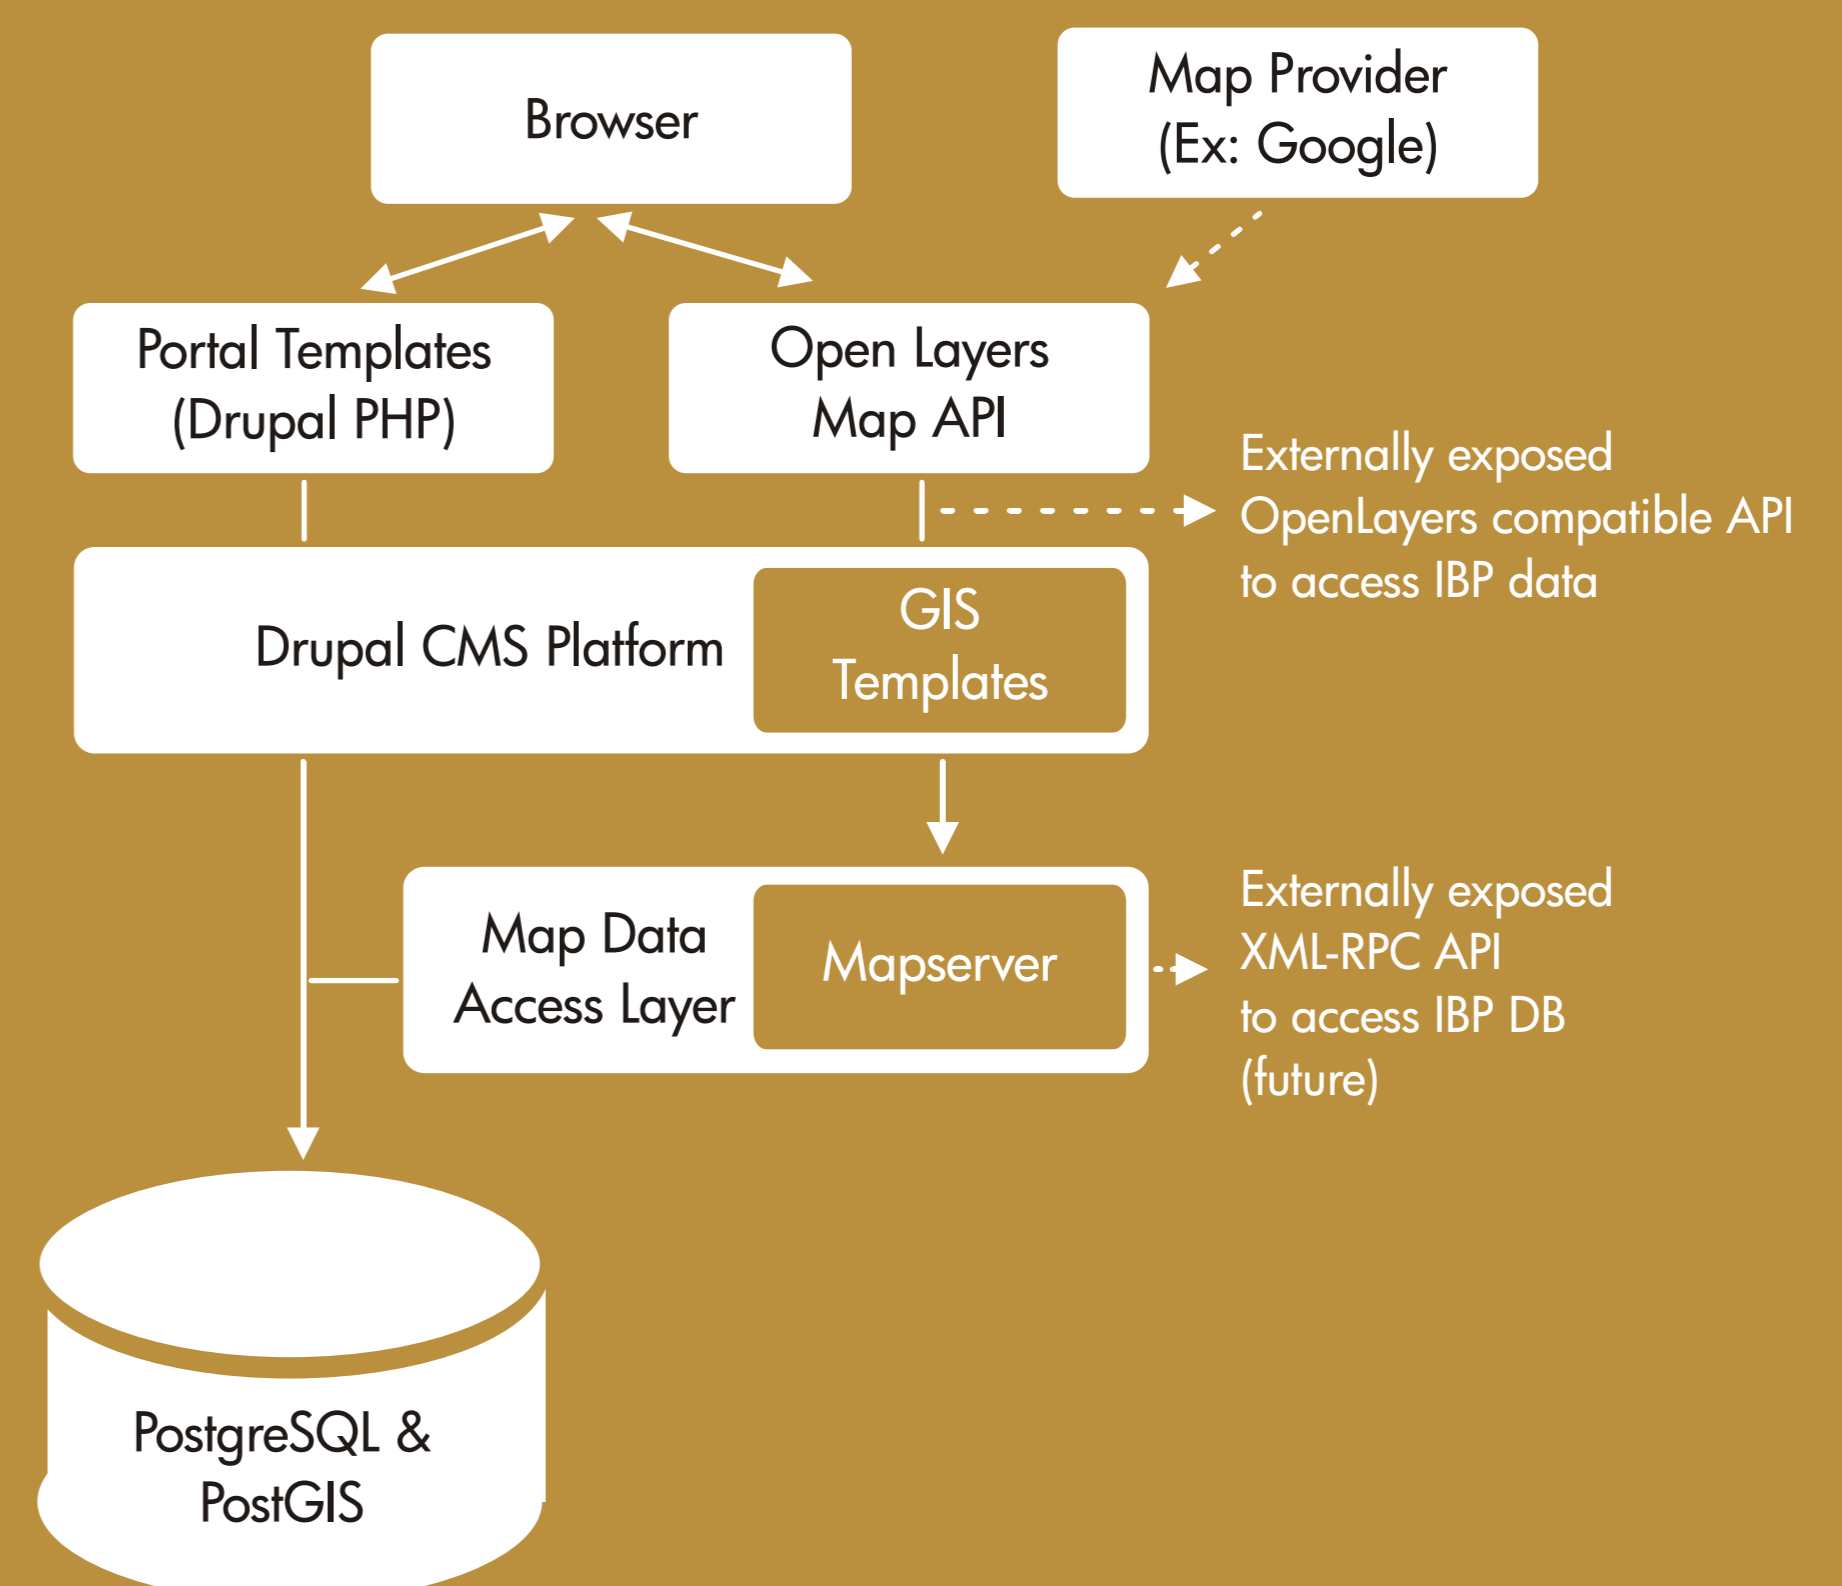 Browser
Map Provider
(Ex: Google)
Portal Templates
(Drupal PHP)
Open Layers
Map API
Externally exposed
OpenLayers compatible API
to access IBP data
Drupal CMS Platform
GIS
Templates
Map Data
Access Layer
Mapserver
Externally exposed
XML-RPC API
to access IBP DB
(future)
PostgreSQL &
PostGIS